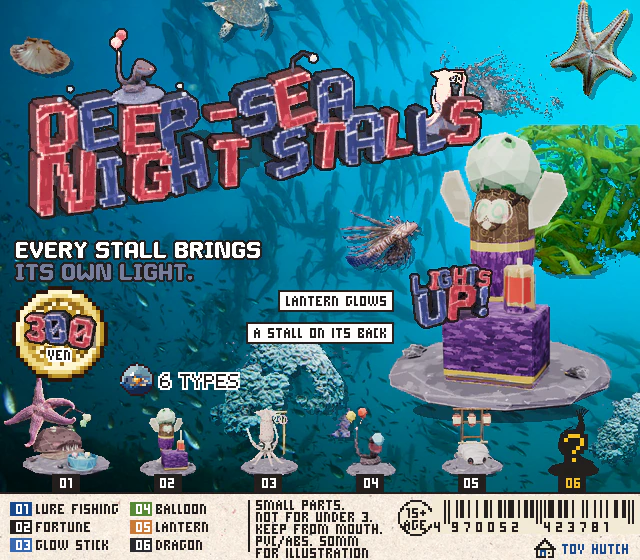 DEEP-SEA
NIGHT STALLS
EVERY STALL BRINGS
ITS OWN LIGHT.
LIGHTS
UP!
LANTERN GLOWS
A STALL ON ITS BACK
300
YEN
6 TYPES
?
01
02
03
04
05
06
01 LURE FISHING
02 FORTUNE
03 GLOW STICK
04 BALLOON
05 LANTERN
06 DRAGON
SMALL PARTS.
NOT FOR UNDER 3.
KEEP FROM MOUTH.
PVC/ABS. 50MM
FOR ILLUSTRATION
15+
AGE
4 970052 423781
TOY HUTCH